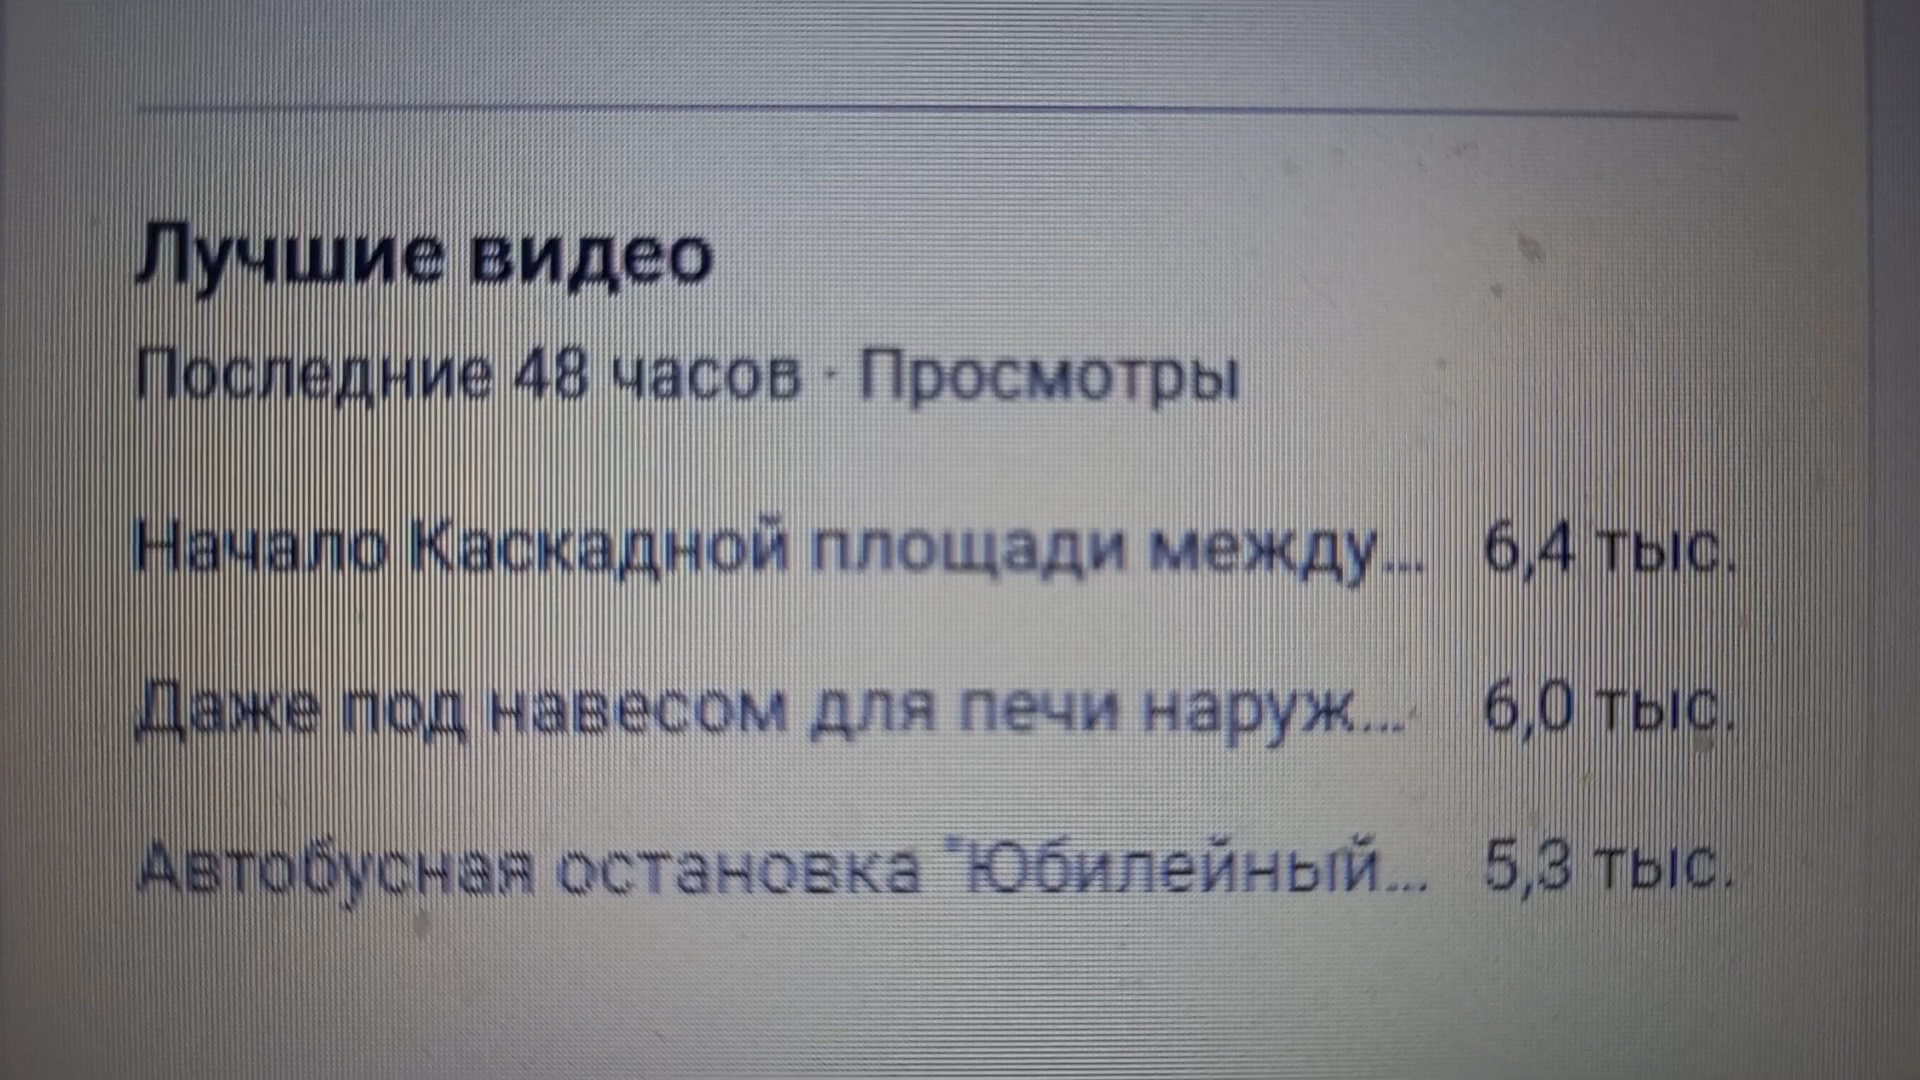 Лучшие видео
Последние 48 часов · Просмотры
Начало Каскадной площади между... 6,4 тыс.
Даже под навесом для печи наруж... 6,0 тыс.
Автобусная остановка "Юбилейный... 5,3 тыс.